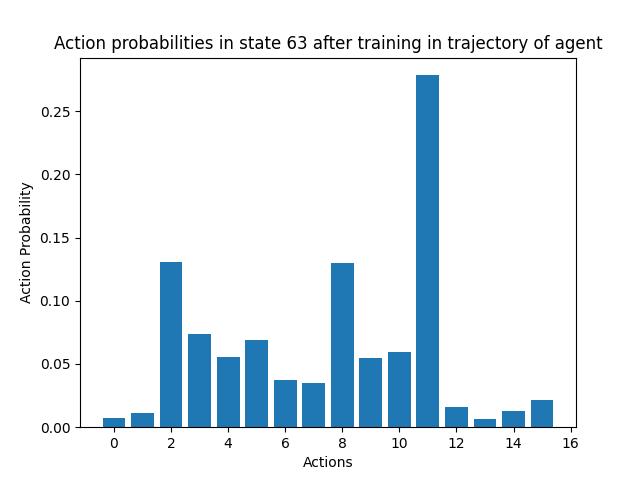 Action probabilities in state 63 after training in trajectory of agent
Action Probability
0.25
0.20
0.15
0.10
0.05
0.00
0 2 4 6 8 10 12 14 16
Actions